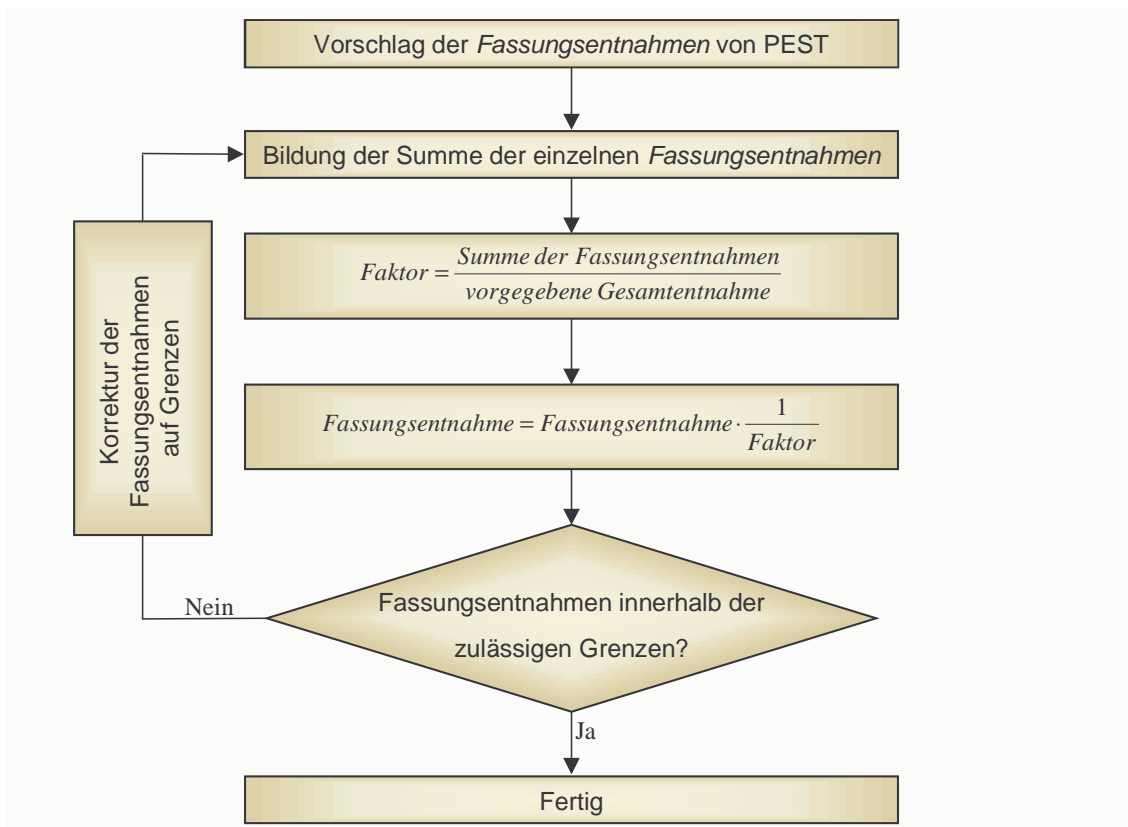 Vorschlag der Fassungsentnahmen von PEST
Bildung der Summe der einzelnen Fassungsentnahmen
Faktor = Summe der Fassungsentnahmen / vorgegebene Gesamtentnahme
Fassungsentnahme = Fassungsentnahme · 1 / Faktor
Fassungsentnahmen innerhalb der
zulässigen Grenzen?
Nein
Korrektur der
Fassungsentnahmen
auf Grenzen
Ja
Fertig